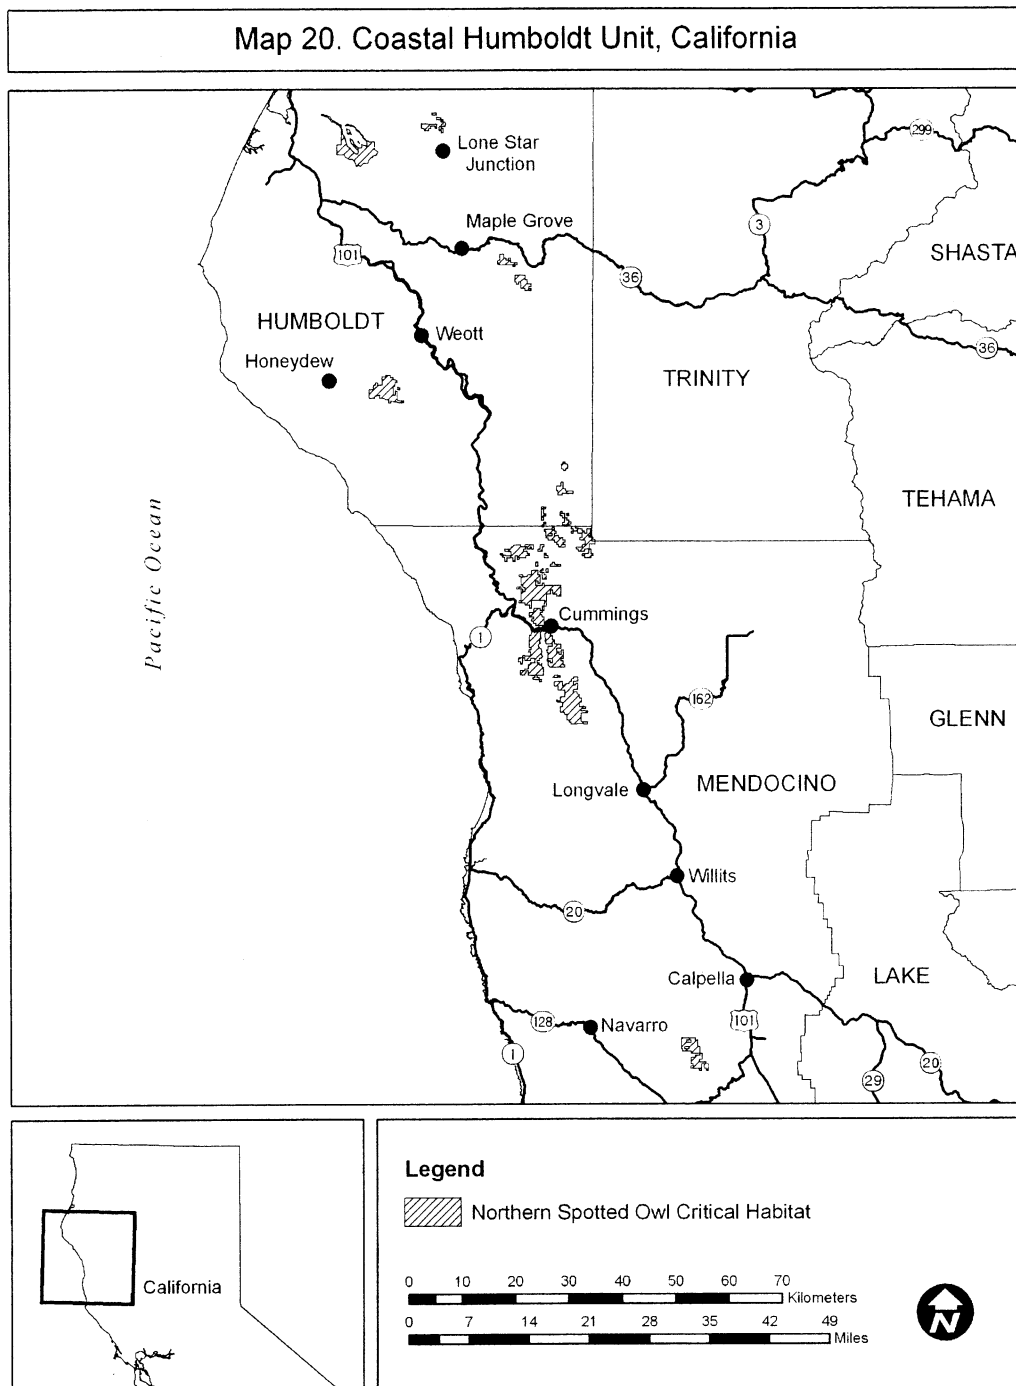 Map 20. Coastal Humboldt Unit, California
299
Lone Star
Junction
Maple Grove
3
101
SHASTA
36
HUMBOLDT
Weott
36
Honeydew
TRINITY
TEHAMA
Pacific Ocean
Cummings
1
162
GLENN
Longvale
MENDOCINO
Willits
20
Calpella
LAKE
128
Navarro
101
1
20
29
Legend
Northern Spotted Owl Critical Habitat
0 10 20 30 40 50 60 70
Kilometers
0 7 14 21 28 35 42 49
Miles
N
California